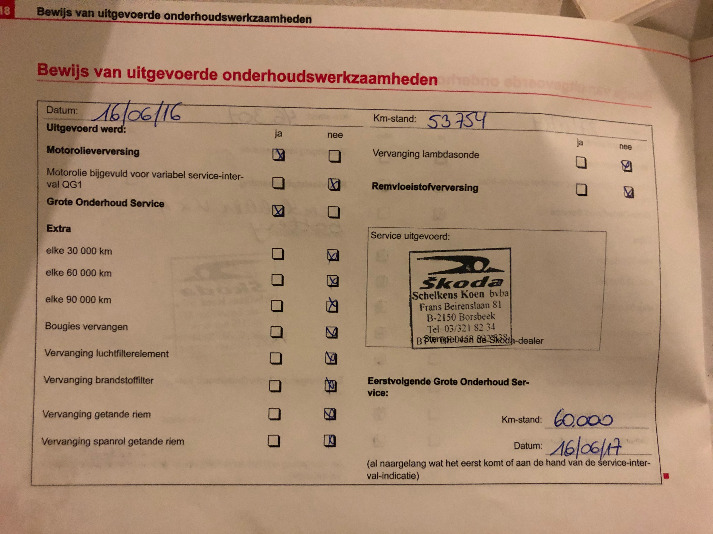 18
Bewijs van uitgevoerde onderhoudswerkzaamheden
Bewijs van uitgevoerde onderhoudswerkzaamheden
Datum: 16/06/16
Km-stand: 53754
Uitgevoerd werd:
ja nee
ja nee
Motorolieverversing
Vervanging lambdasonde
Motorolie bijgevuld voor variabel service-inter-
val QG1
Remvloeistofverversing
Grote Onderhoud Service
Extra
Service uitgevoerd:
elke 30 000 km
elke 60 000 km
elke 90 000 km
Bougies vervangen
Vervanging luchtfilterelement
Vervanging brandstoffilter
Vervanging getande riem
Vervanging spanrol getande riem
Škoda
Schelkens Koen bvba
Frans Beirenslaan 81
B-2150 Borsbeek
Tel 03/321 82 34
Stempel van de Škoda-dealer
Eerstvolgende Grote Onderhoud Ser-
vice:
Km-stand: 60.000
Datum: 16/06/17
(al naargelang wat het eerst komt of aan de hand van de service-inter-
val-indicatie)